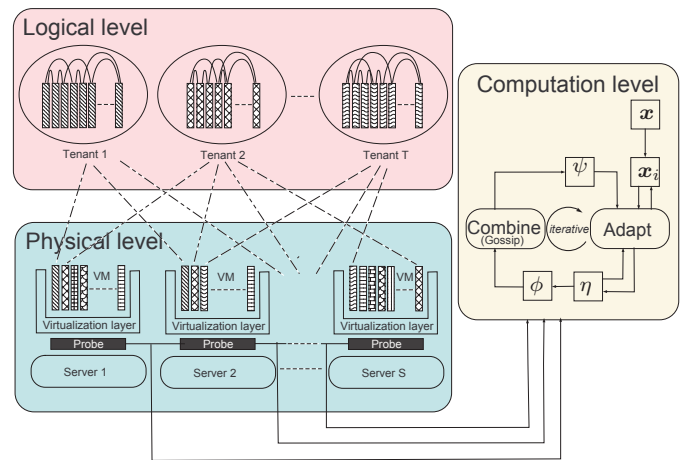 Logical level
Tenant 1
Tenant 2
Tenant T
Physical level
VM
VM
VM
Virtualization layer
Virtualization layer
Virtualization layer
Probe
Probe
Probe
Server 1
Server 2
Server S
Computation level
x
ψ
xᵢ
Combine
(Gossip)
iterative
Adapt
ϕ
η